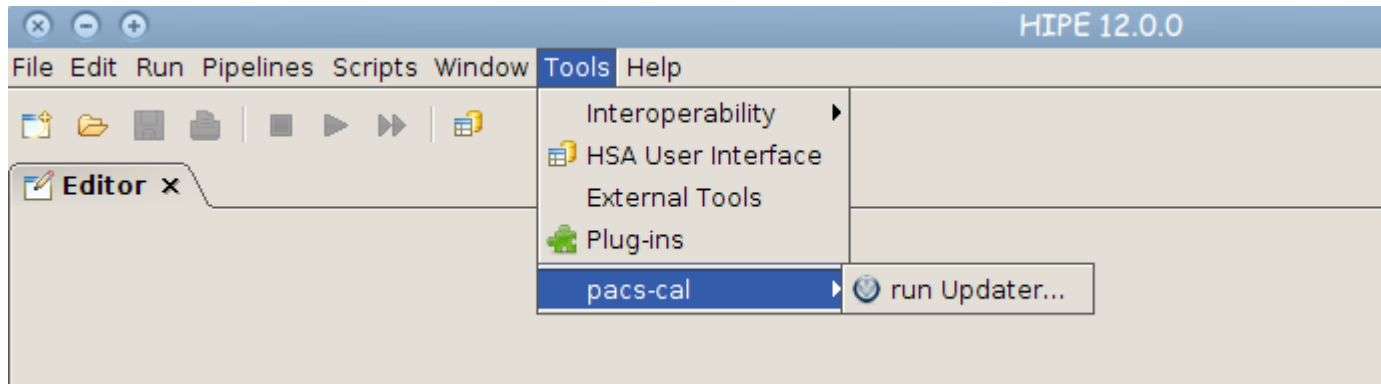 HIPE 12.0.0
File Edit Run Pipelines Scripts Window Tools Help
Interoperability
HSA User Interface
Editor x
External Tools
Plug-ins
pacs-cal
run Updater...